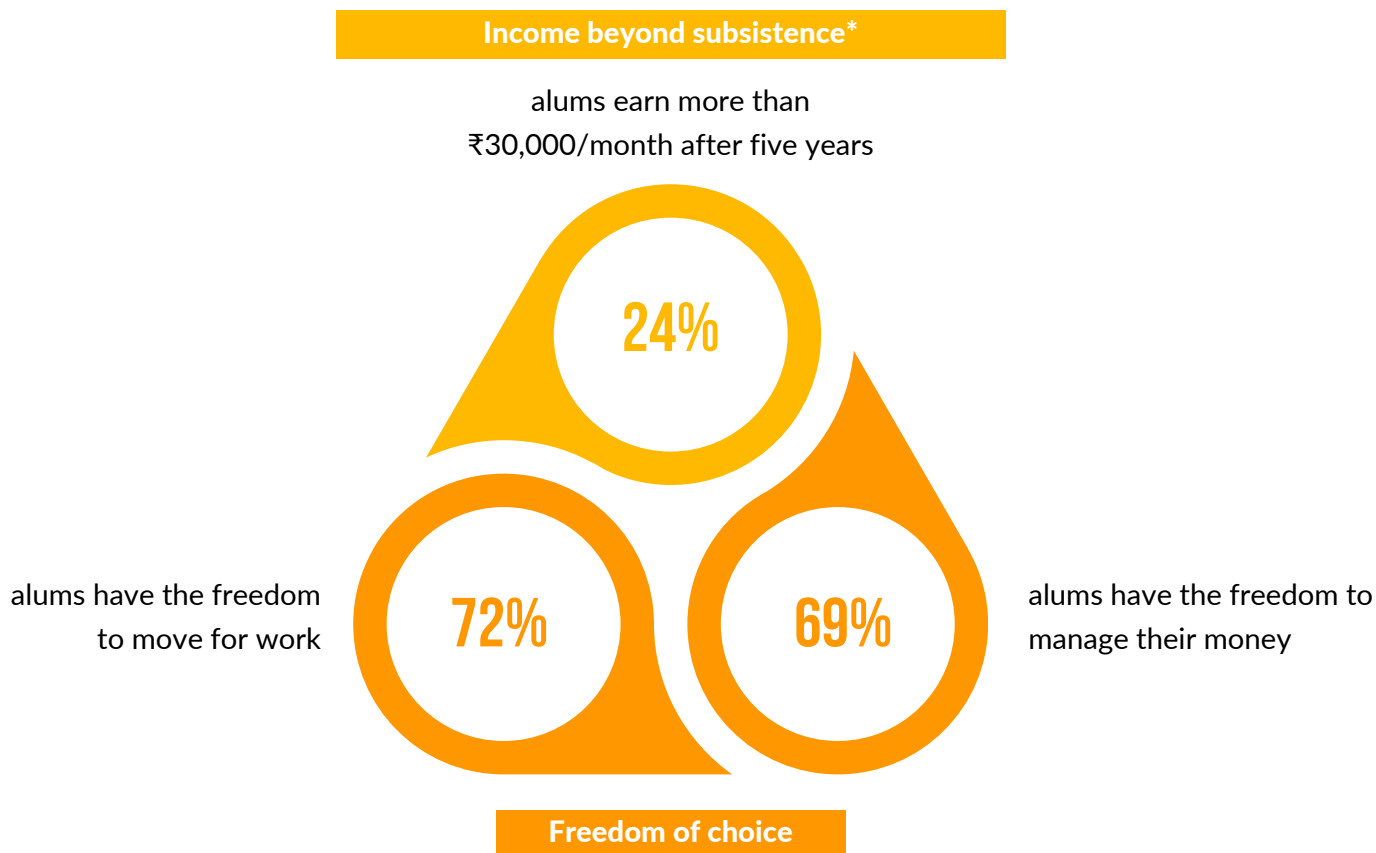 Income beyond subsistence*
alums earn more than
₹30,000/month after five years
24%
72%
alums have the freedom
to move for work
69%
alums have the freedom to
manage their money
Freedom of choice